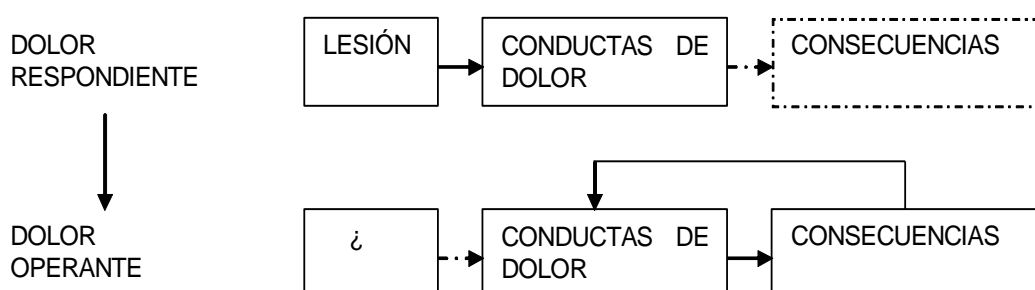 DOLOR
RESPONDIENTE
LESIÓN
CONDUCTAS DE
DOLOR
CONSECUENCIAS
DOLOR
OPERANTE
¿
CONDUCTAS DE
DOLOR
CONSECUENCIAS